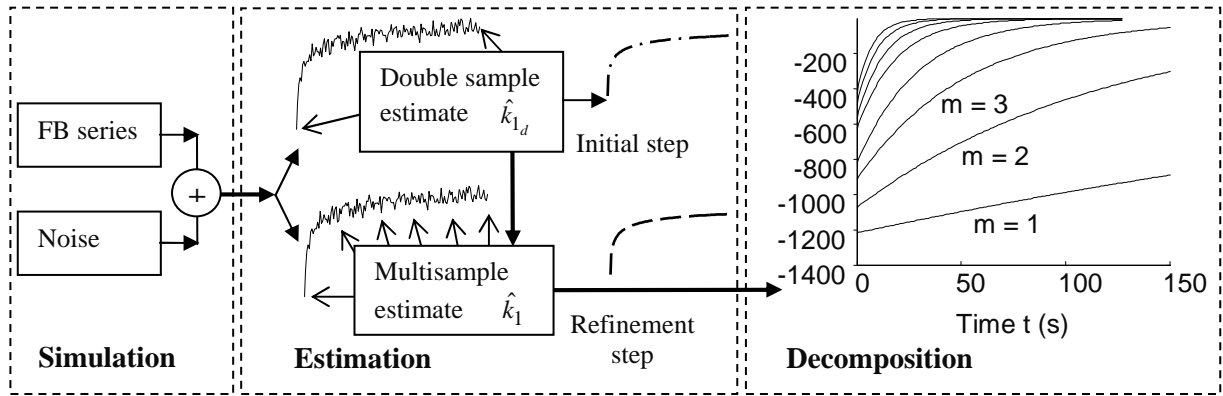 FB series
Noise
+
Simulation
Double sample
estimate k̂1d
Initial step
Multisample
estimate k̂1
Refinement
step
Estimation
-200
-400
-600
-800
-1000
-1200
-1400
m = 3
m = 2
m = 1
0 50 100 150
Time t (s)
Decomposition